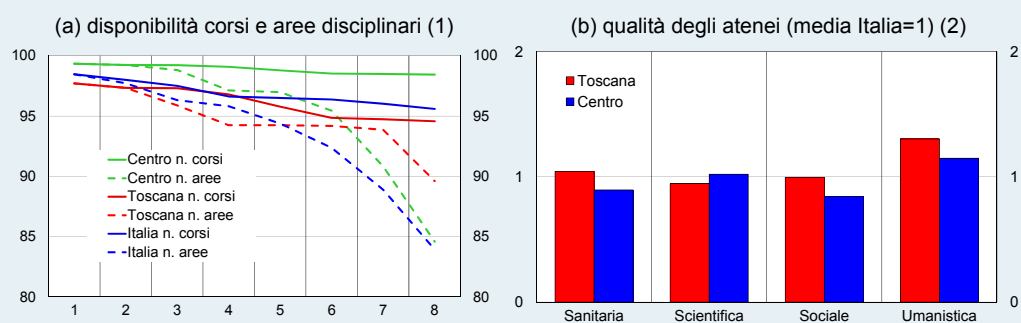 (a) disponibilità corsi e aree disciplinari (1)
100 100
95 95
90 90
85 85
80 80
Centro n. corsi
Centro n. aree
Toscana n. corsi
Toscana n. aree
Italia n. corsi
Italia n. aree
1 2 3 4 5 6 7 8
(b) qualità degli atenei (media Italia=1) (2)
2 2
1 1
0 0
Toscana
Centro
Sanitaria Scientifica Sociale Umanistica